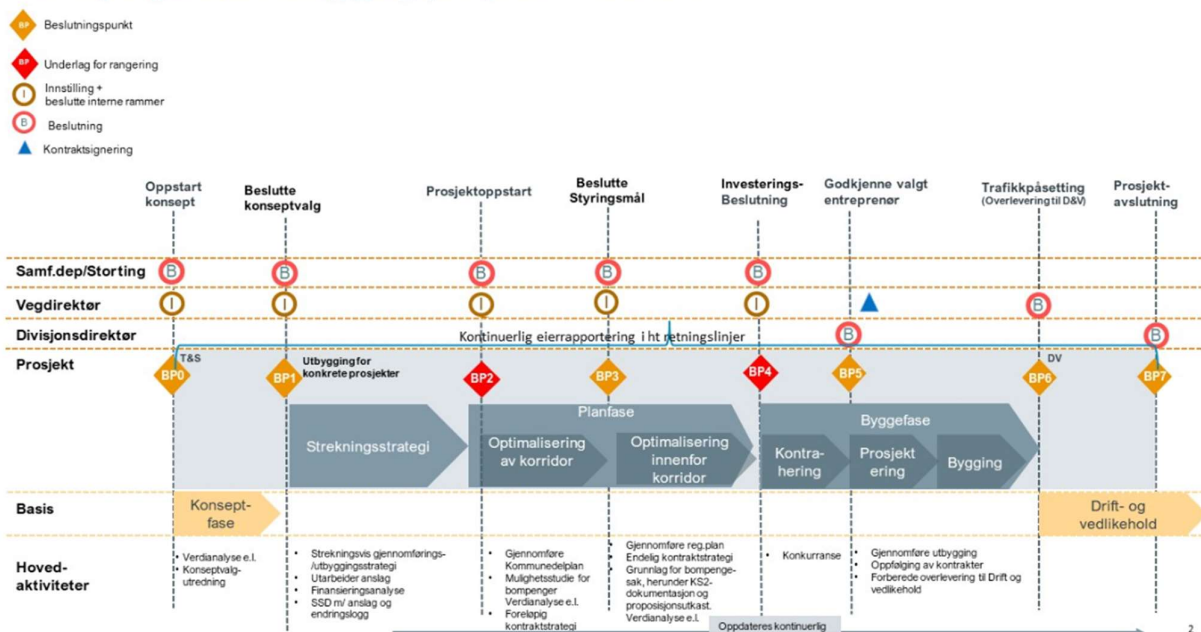 BP Beslutningspunkt
BP Underlag for rangering
I Innstilling +
beslutte interne rammer
B Beslutning
Kontraktsignering
Oppstart
konsept
Beslutte
konseptvalg
Prosjektoppstart
Beslutte
Styringsmål
Investerings-
Beslutning
Godkjenne valgt
entreprenør
Trafikkpåsetting
(Overlevering til D&V)
Prosjekt-
avslutning
Samf.dep/Storting
B B B B B
Vegdirektør
I I I I I B
Divisjonsdirektør
Kontinuerlig eierrapportering i ht retningslinjer
B B
Prosjekt
T&S
Utbygging for
konkrete prosjekter
DV
BP0 BP1 BP2 BP3 BP4 BP5 BP6 BP7
Strekningsstrategi
Planfase
Optimalisering
av korridor
Optimalisering
innenfor
korridor
Byggefase
Kontra-
hering
Prosjekt
ering
Bygging
Basis
Konsept-
fase
Drift- og
vedlikehold
Hoved-
aktiviteter
• Verdianalyse e.l.
• Konseptvalg-
utredning
• Strekningsvis gjennomførings-
/utbyggingsstrategi
• Utarbeider anslag
• Finansieringsanalyse
• SSD m/ anslag og
endringslogg
• Gjennomføre
Kommunedelplan
• Mulighetsstudie for
bompenger
Verdianalyse e.l.
• Foreløpig
kontraktstrategi
• Gjennomføre reg.plan
Endelig kontraktstrategi
• Grunnlag for bompenge-
sak, herunder KS2-
dokumentasjon og
proposisjonsutkast.
Verdianalyse e.l.
• Konkurranse
• Gjennomføre utbygging
• Oppfølging av kontrakter
• Forberede overlevering til Drift og
vedlikehold
Oppdateres kontinuerlig
2